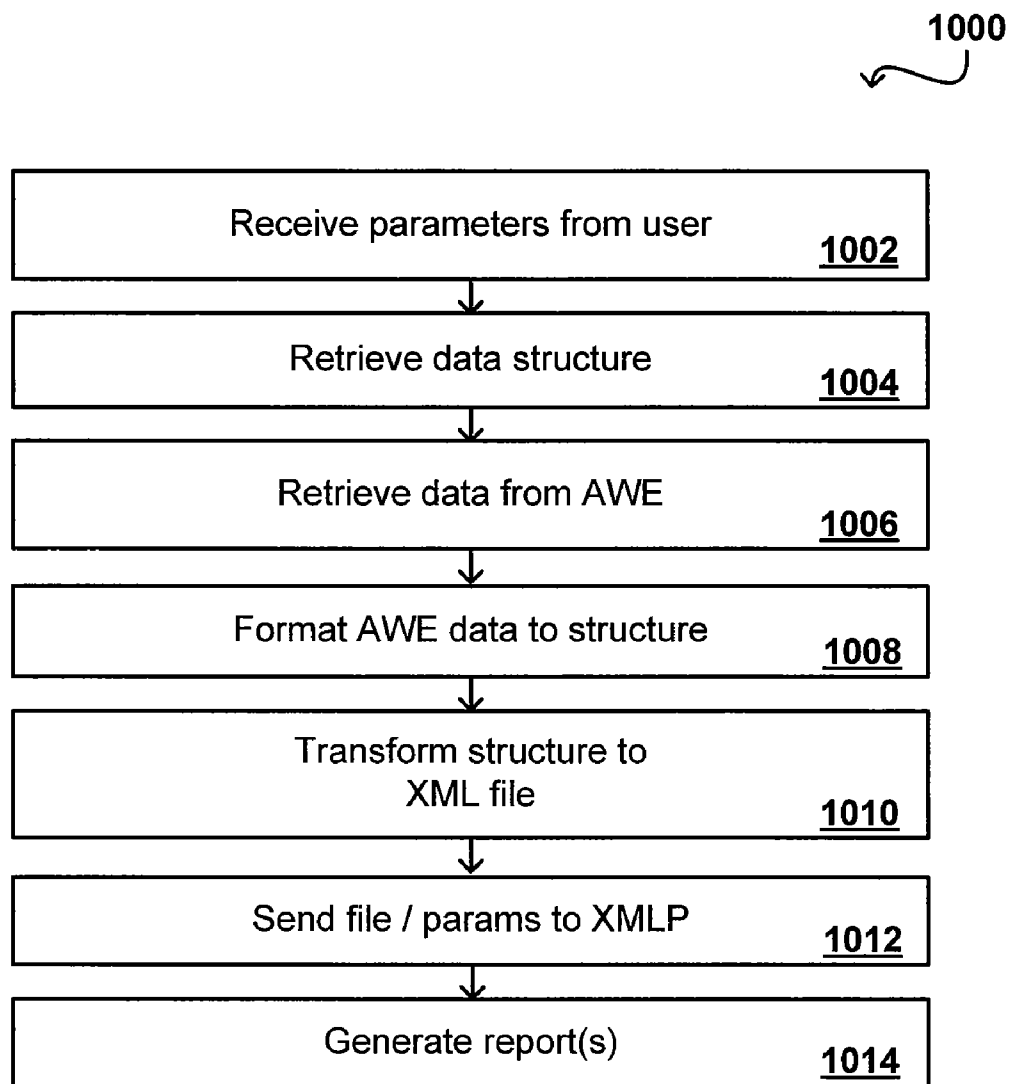 1000
Receive parameters from user
1002
Retrieve data structure
1004
Retrieve data from AWE
1006
Format AWE data to structure
1008
Transform structure to
XML file
1010
Send file / params to XMLP
1012
Generate report(s)
1014